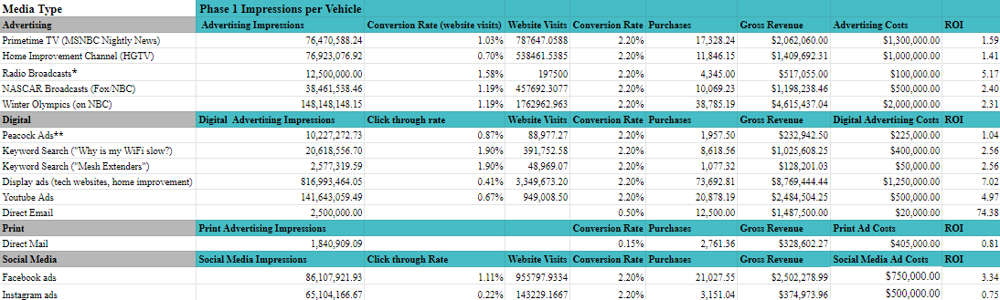 Media Type Phase 1 Impressions per Vehicle
Advertising Advertising Impressions Conversion Rate (website visits) Website Visits Conversion Rate Purchases Gross Revenue Advertising Costs ROI
Primetime TV (MSNBC Nightly News) 76,470,588.24 1.03% 787647.0588 2.20% 17,328.24 $2,062,060.00 $1,300,000.00 1.59
Home Improvement Channel (HGTV) 76,923,076.92 0.70% 538461.5385 2.20% 11,846.15 $1,409,692.31 $1,000,000.00 1.41
Radio Broadcasts* 12,500,000.00 1.58% 197500 2.20% 4,345.00 $517,055.00 $100,000.00 5.17
NASCAR Broadcasts (Fox/NBC) 38,461,538.46 1.19% 457692.3077 2.20% 10,069.23 $1,198,238.46 $500,000.00 2.40
Winter Olympics (on NBC) 148,148,148.15 1.19% 1762962.963 2.20% 38,785.19 $4,615,437.04 $2,000,000.00 2.31
Digital Digital Advertising Impressions Click through rate Website Visits Conversion Rate Purchases Gross Revenue Digital Advertising Costs ROI
Peacock Ads** 10,227,272.73 0.87% 88,977.27 2.20% 1,957.50 $232,942.50 $225,000.00 1.04
Keyword Search ("Why is my WiFi slow?) 20,618,556.70 1.90% 391,752.58 2.20% 8,618.56 $1,025,608.25 $400,000.00 2.56
Keyword Search ("Mesh Extenders") 2,577,319.59 1.90% 48,969.07 2.20% 1,077.32 $128,201.03 $50,000.00 2.56
Display ads (tech websites, home improvement) 816,993,464.05 0.41% 3,349,673.20 2.20% 73,692.81 $8,769,444.44 $1,250,000.00 7.02
Youtube Ads 141,643,059.49 0.67% 949,008.50 2.20% 20,878.19 $2,484,504.25 $500,000.00 4.97
Direct Email 2,500,000.00 0.50% 12,500.00 $1,487,500.00 $20,000.00 74.38
Print Print Advertising Impressions Conversion Rate Purchases Gross Revenue Print Ad Costs ROI
Direct Mail 1,840,909.09 0.15% 2,761.36 $328,602.27 $405,000.00 0.81
Social Media Social Media Impressions Click through Rate Website Visits Conversion Rate Purchases Gross Revenue Social Media Ad Costs ROI
Facebook ads 86,107,921.93 1.11% 955797.9334 2.20% 21,027.55 $2,502,278.99 $750,000.00 3.34
Instagram ads 65,104,166.67 0.22% 143229.1667 2.20% 3,151.04 $374,973.96 $500,000.00 0.75